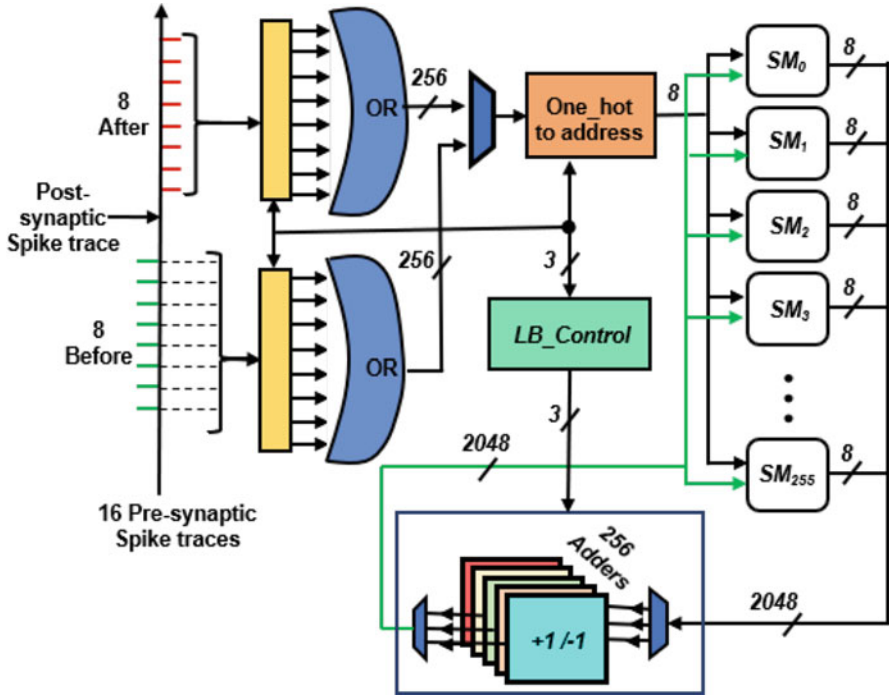 8
After
Post-
synaptic
Spike trace
8
Before
16 Pre-synaptic
Spike traces
OR
256
OR
256
One_hot
to address
8
3
LB_Control
3
2048
SM0
8
SM1
8
SM2
8
SM3
8
SM255
8
256
Adders
+1 /-1
2048